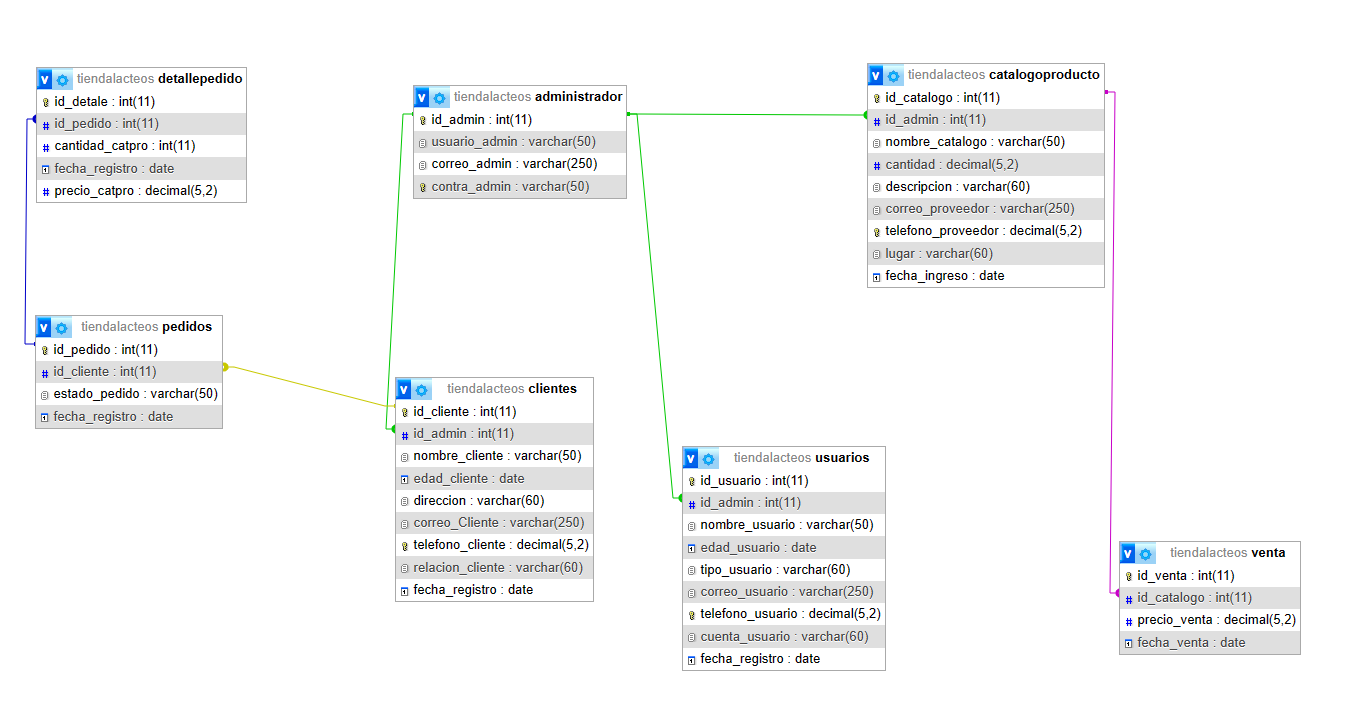 tiendalacteos detallepedido
id_detale : int(11)
id_pedido : int(11)
cantidad_catpro : int(11)
fecha_registro : date
precio_catpro : decimal(5,2)
tiendalacteos administrador
id_admin : int(11)
usuario_admin : varchar(50)
correo_admin : varchar(250)
contra_admin : varchar(50)
tiendalacteos catalogoproducto
id_catalogo : int(11)
id_admin : int(11)
nombre_catalogo : varchar(50)
cantidad : decimal(5,2)
descripcion : varchar(60)
correo_proveedor : varchar(250)
telefono_proveedor : decimal(5,2)
lugar : varchar(60)
fecha_ingreso : date
tiendalacteos pedidos
id_pedido : int(11)
id_cliente : int(11)
estado_pedido : varchar(50)
fecha_registro : date
tiendalacteos clientes
id_cliente : int(11)
id_admin : int(11)
nombre_cliente : varchar(50)
edad_cliente : date
direccion : varchar(60)
correo_Cliente : varchar(250)
telefono_cliente : decimal(5,2)
relacion_cliente : varchar(60)
fecha_registro : date
tiendalacteos usuarios
id_usuario : int(11)
id_admin : int(11)
nombre_usuario : varchar(50)
edad_usuario : date
tipo_usuario : varchar(60)
correo_usuario : varchar(250)
telefono_usuario : decimal(5,2)
cuenta_usuario : varchar(60)
fecha_registro : date
tiendalacteos venta
id_venta : int(11)
id_catalogo : int(11)
precio_venta : decimal(5,2)
fecha_venta : date